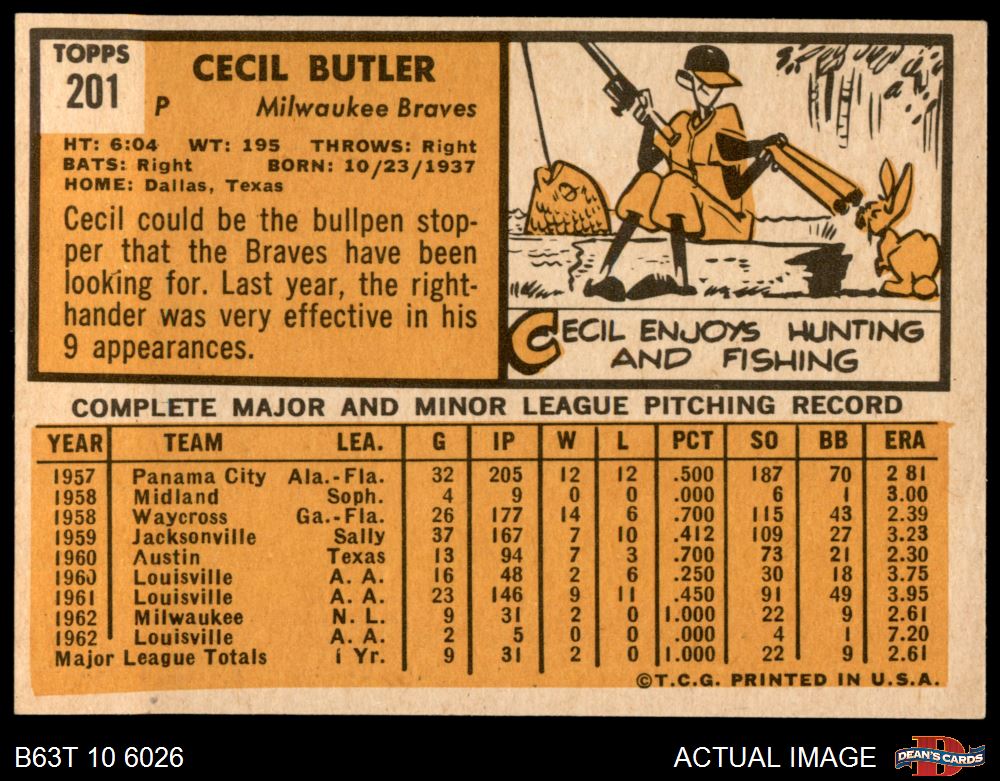 TOPPS
201
CECIL BUTLER
P Milwaukee Braves
HT: 6:04 WT: 195 THROWS: Right
BATS: Right BORN: 10/23/1937
HOME: Dallas, Texas
Cecil could be the bullpen stop-
per that the Braves have been
looking for. Last year, the right-
hander was very effective in his
9 appearances.
CECIL ENJOYS HUNTING
AND FISHING
COMPLETE MAJOR AND MINOR LEAGUE PITCHING RECORD
YEAR TEAM LEA. G IP W L PCT SO BB ERA
1957 Panama City Ala.-Fla. 32 205 12 12 .500 187 70 2 81
1958 Midland Soph. 4 9 0 0 .000 6 1 3.00
1958 Waycross Ga.-Fla. 26 177 14 6 .700 115 43 2.39
1959 Jacksonville Sally 37 167 7 10 .412 109 27 3.23
1960 Austin Texas 13 94 7 3 .700 73 21 2.30
1960 Louisville A. A. 16 48 2 6 .250 30 18 3.75
1961 Louisville A. A. 23 146 9 11 .450 91 49 3.95
1962 Milwaukee N. L. 9 31 2 0 1.000 22 9 2.61
1962 Louisville A. A. 2 5 0 0 .000 4 1 7.20
Major League Totals 1 Yr. 9 31 2 0 1.000 22 9 2.61
©T.C.G. PRINTED IN U.S.A.
B63T 10 6026
ACTUAL IMAGE
D
DEAN'S CARDS